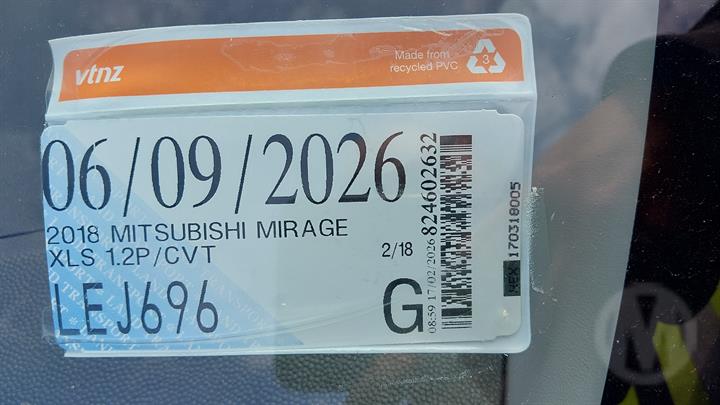 vtnz
Made from
recycled PVC
3
06/09/2026
2018 MITSUBISHI MIRAGE
XLS 1.2P/CVT 2/18
LEJ696 G
824602632
08:59 17/02/2026
170318005